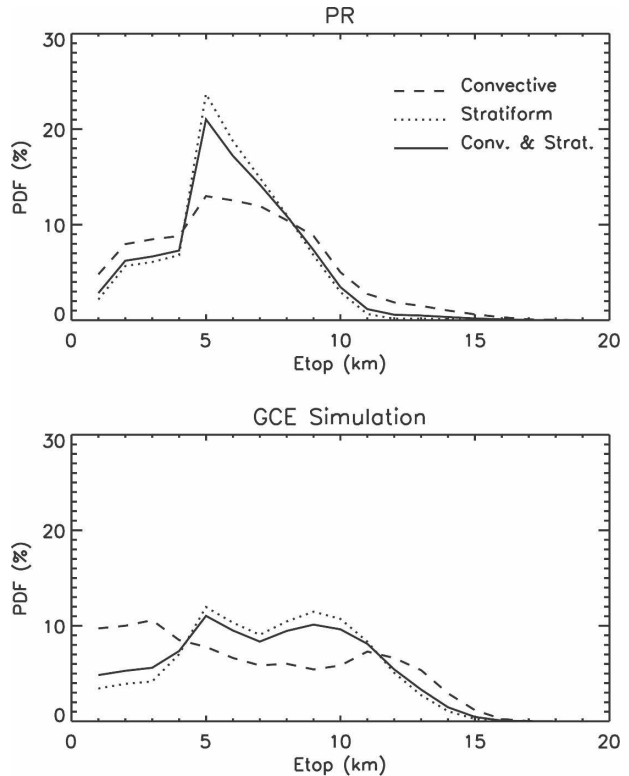 PR
30
20
10
0
PDF (%)
Convective
Stratiform
Conv. & Strat.
0 5 10 15 20
Etop (km)
GCE Simulation
30
20
10
0
PDF (%)
0 5 10 15 20
Etop (km)